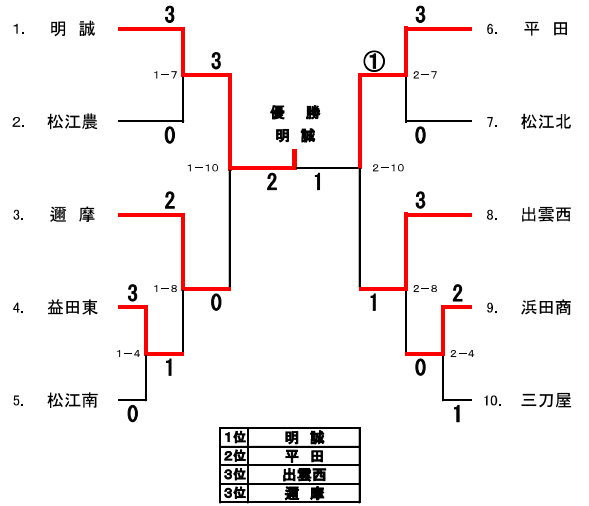 3 3
1. 明 誠 6. 平 田
3 ①
1－7 2－7
優 勝
2. 松江農 7. 松江北
0 明 誠 0
1－10 2－10
2 1
2 3
3. 邇 摩 8. 出雲西
1－8 2－8
3 0 1 2
4. 益田東 9. 浜田商
1－4 2－4
1 0
5. 松江南 10. 三刀屋
0 1
1位 明 誠
2位 平 田
3位 出雲西
3位 邇 摩